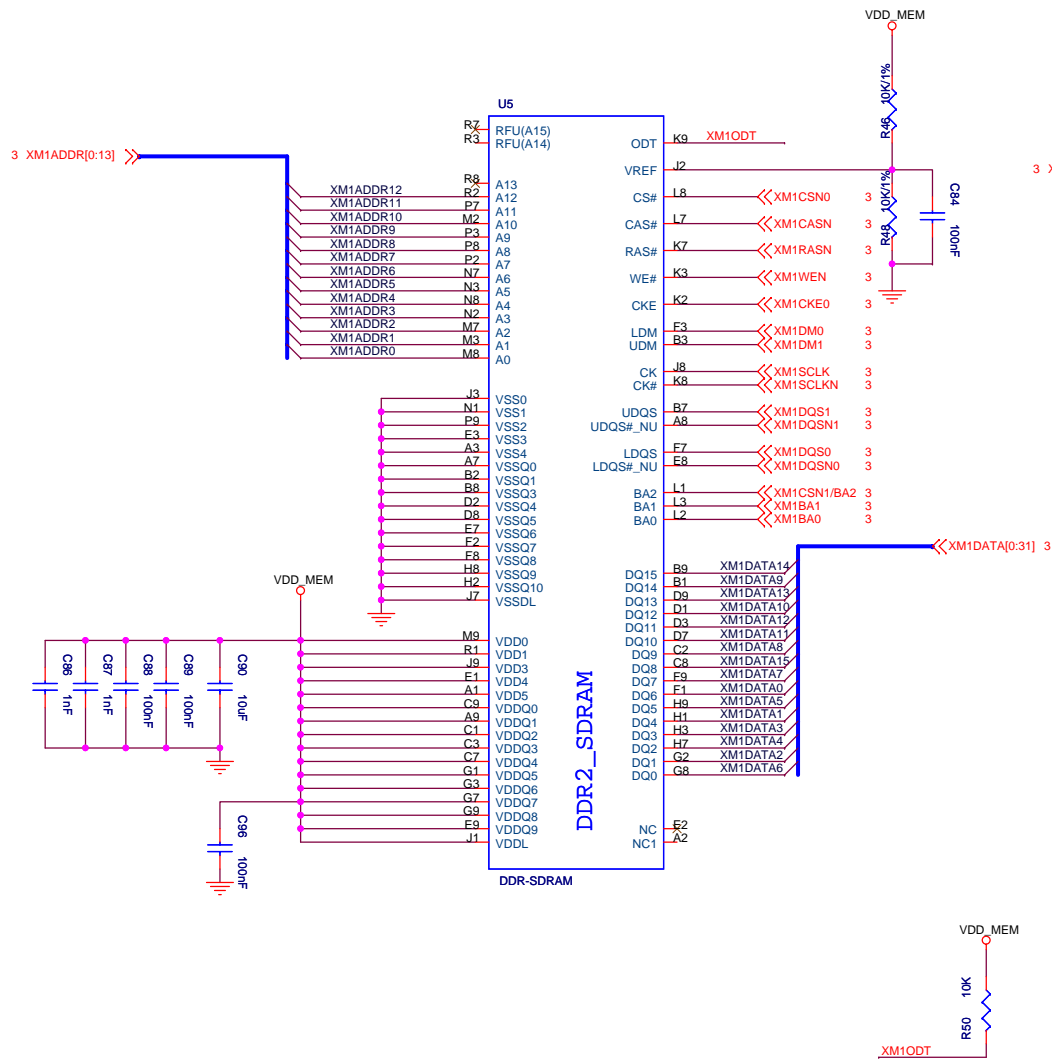 VDD_MEM
R46 10K/1%
U5
R7 RFU(A15)
R3 RFU(A14)
ODT K9 XM1ODT
3 XM1ADDR[0:13]
VREF J2
3
R8 A13
XM1ADDR12 R2 A12
XM1ADDR11 P7 A11
XM1ADDR10 M2 A10
XM1ADDR9 P3 A9
XM1ADDR8 P8 A8
XM1ADDR7 P2 A7
XM1ADDR6 N7 A6
XM1ADDR5 N3 A5
XM1ADDR4 N8 A4
XM1ADDR3 N2 A3
XM1ADDR2 M7 A2
XM1ADDR1 M3 A1
XM1ADDR0 M8 A0
CS# L8 XM1CSN0 3
CAS# L7 XM1CASN 3
RAS# K7 XM1RASN 3
WE# K3 XM1WEN 3
CKE K2 XM1CKE0 3
LDM F3 XM1DM0 3
UDM B3 XM1DM1 3
CK J8 XM1SCLK 3
CK# K8 XM1SCLKN 3
R48 10K/1%
C84 100nF
J3 VSS0
N1 VSS1
P9 VSS2
E3 VSS3
A3 VSS4
A7 VSSQ0
B2 VSSQ1
B8 VSSQ3
D2 VSSQ4
D8 VSSQ5
E7 VSSQ6
F2 VSSQ7
F8 VSSQ8
H8 VSSQ9
H2 VSSQ10
J7 VSSDL
UDQS B7 XM1DQS1 3
UDQS#_NU A8 XM1DQSN1 3
LDQS F7 XM1DQS0 3
LDQS#_NU E8 XM1DQSN0 3
BA2 L1 XM1CSN1/BA2 3
BA1 L3 XM1BA1 3
BA0 L2 XM1BA0 3
XM1DATA[0:31] 3
DQ15 B9 XM1DATA14
DQ14 B1 XM1DATA9
DQ13 D9 XM1DATA13
DQ12 D1 XM1DATA10
DQ11 D3 XM1DATA12
DQ10 D7 XM1DATA11
DQ9 C2 XM1DATA8
DQ8 C8 XM1DATA15
DQ7 F9 XM1DATA7
DQ6 F1 XM1DATA0
DQ5 H9 XM1DATA5
DQ4 H1 XM1DATA1
DQ3 H3 XM1DATA3
DQ2 H7 XM1DATA4
DQ1 G2 XM1DATA2
DQ0 G8 XM1DATA6
VDD_MEM
M9 VDD0
R1 VDD1
J9 VDD3
E1 VDD4
A1 VDD5
C9 VDDQ0
A9 VDDQ1
C1 VDDQ2
C3 VDDQ3
C7 VDDQ4
G1 VDDQ5
G3 VDDQ6
G7 VDDQ7
G9 VDDQ8
E9 VDDQ9
J1 VDDL
C86 1nF
C87 1nF
C88 100nF
C89 100nF
C90 10uF
C96 100nF
NC E2
NC1 A2
DDR2_SDRAM
DDR-SDRAM
VDD_MEM
R50 10K
XM1ODT